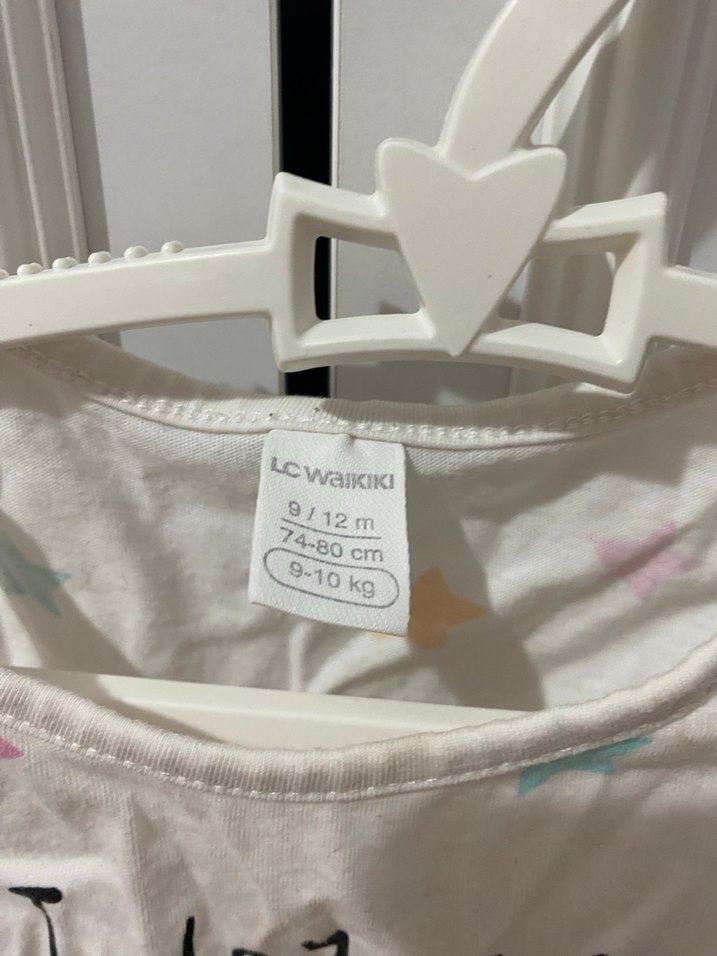 LC WAIKIKI
9 / 12 m
74-80 cm
9-10 kg